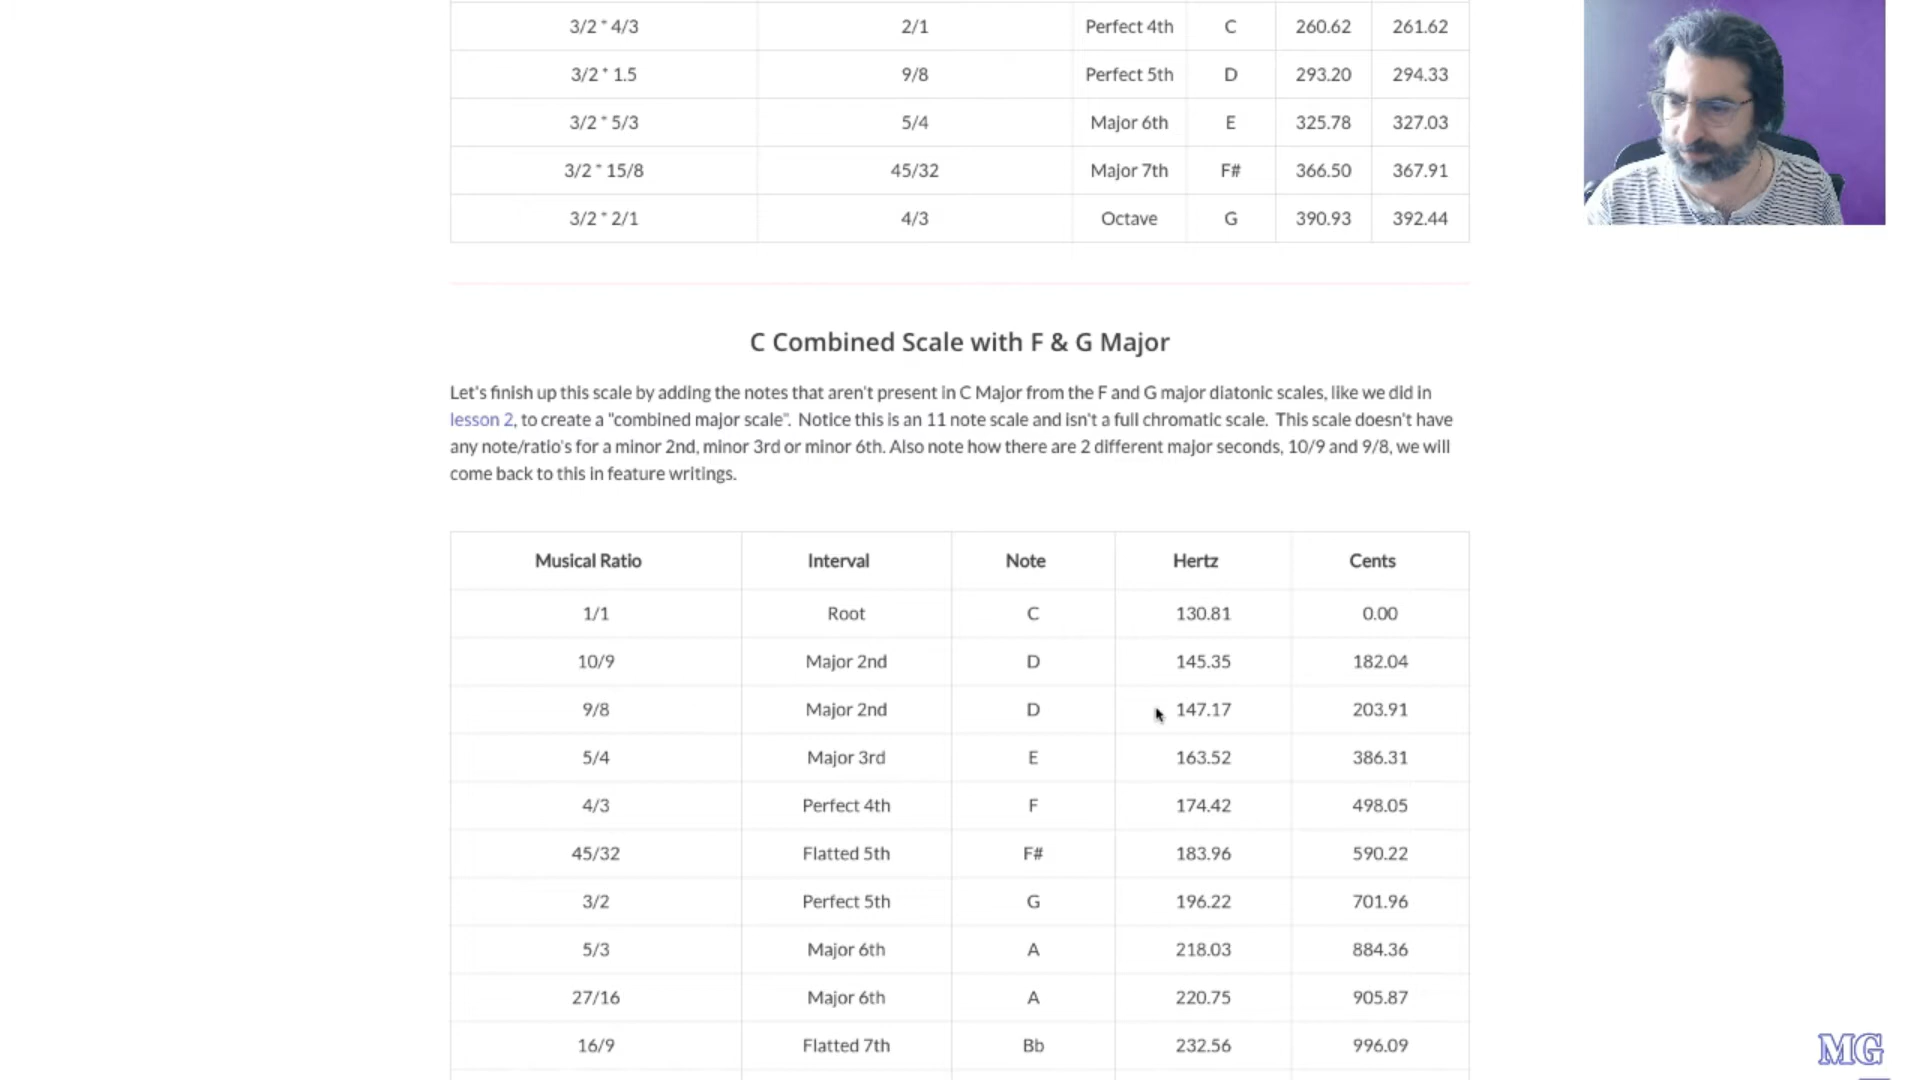 3/2 * 4/3 2/1 Perfect 4th C 260.62 261.62
3/2 * 1.5 9/8 Perfect 5th D 293.20 294.33
3/2 * 5/3 5/4 Major 6th E 325.78 327.03
3/2 * 15/8 45/32 Major 7th F# 366.50 367.91
3/2 * 2/1 4/3 Octave G 390.93 392.44
C Combined Scale with F & G Major
Let's finish up this scale by adding the notes that aren't present in C Major from the F and G major diatonic scales, like we did in
lesson 2, to create a "combined major scale". Notice this is an 11 note scale and isn't a full chromatic scale. This scale doesn't have
any note/ratio's for a minor 2nd, minor 3rd or minor 6th. Also note how there are 2 different major seconds, 10/9 and 9/8, we will
come back to this in feature writings.
Musical Ratio Interval Note Hertz Cents
1/1 Root C 130.81 0.00
10/9 Major 2nd D 145.35 182.04
9/8 Major 2nd D 147.17 203.91
5/4 Major 3rd E 163.52 386.31
4/3 Perfect 4th F 174.42 498.05
45/32 Flatted 5th F# 183.96 590.22
3/2 Perfect 5th G 196.22 701.96
5/3 Major 6th A 218.03 884.36
27/16 Major 6th A 220.75 905.87
16/9 Flatted 7th Bb 232.56 996.09
MG